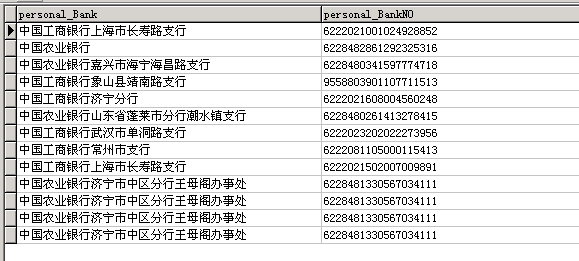 personal_Bank personal_BankNO
中国工商银行上海市长寿路支行 6222021001024928852
中国农业银行 6228482861292325316
中国农业银行嘉兴市海宁海昌路支行 6228480341597774718
中国工商银行象山县靖南路支行 9558803901107711513
中国工商银行济宁分行 6222021608004560248
中国农业银行山东省蓬莱市分行潮水镇支行 6228480261413278415
中国工商银行武汉市单洞路支行 6222023202022273956
中国工商银行常州市支行 6222081105000115413
中国工商银行上海市长寿路支行 6222021502007009891
中国农业银行济宁市中区分行王母阁办事处 6228481330567034111
中国农业银行济宁市中区分行王母阁办事处 6228481330567034111
中国农业银行济宁市中区分行王母阁办事处 6228481330567034111
中国农业银行济宁市中区分行王母阁办事处 6228481330567034111